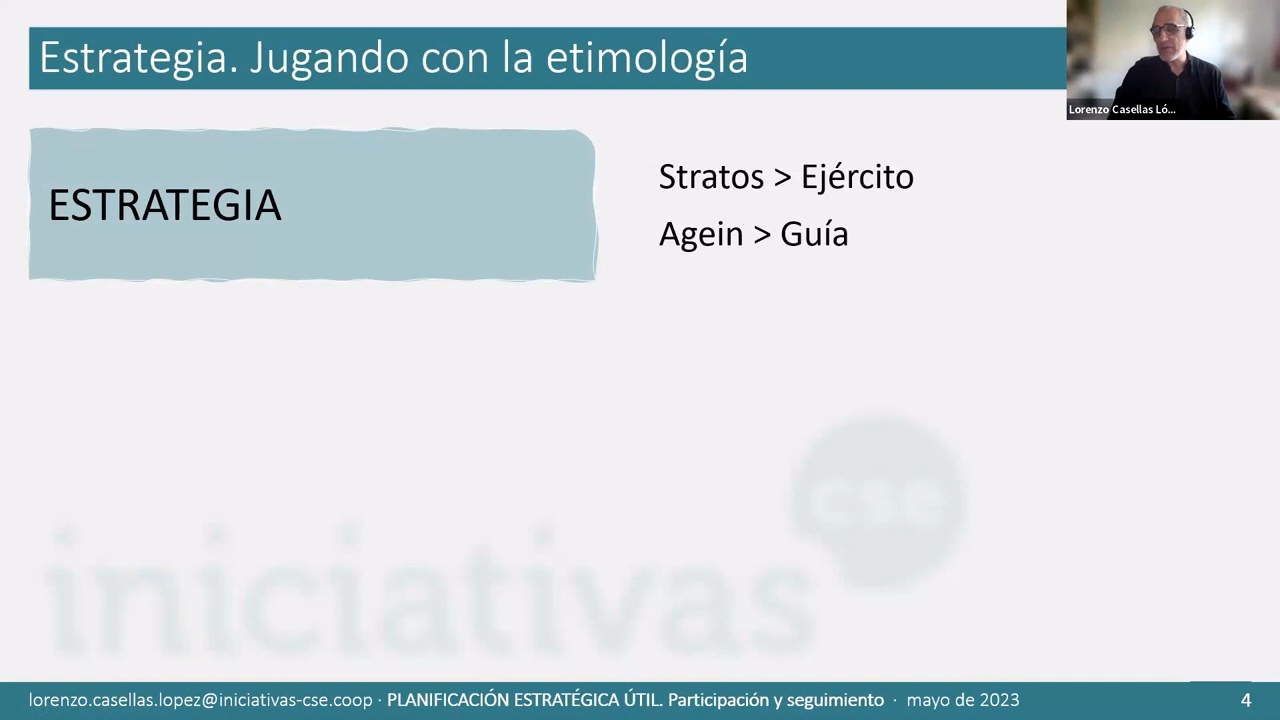 Estrategia. Jugando con la etimología
Lorenzo Casellas Ló...
ESTRATEGIA
Stratos > Ejército
Agein > Guía
cse
iniciativas
lorenzo.casellas.lopez@iniciativas-cse.coop · PLANIFICACIÓN ESTRATÉGICA ÚTIL. Participación y seguimiento · mayo de 2023 4